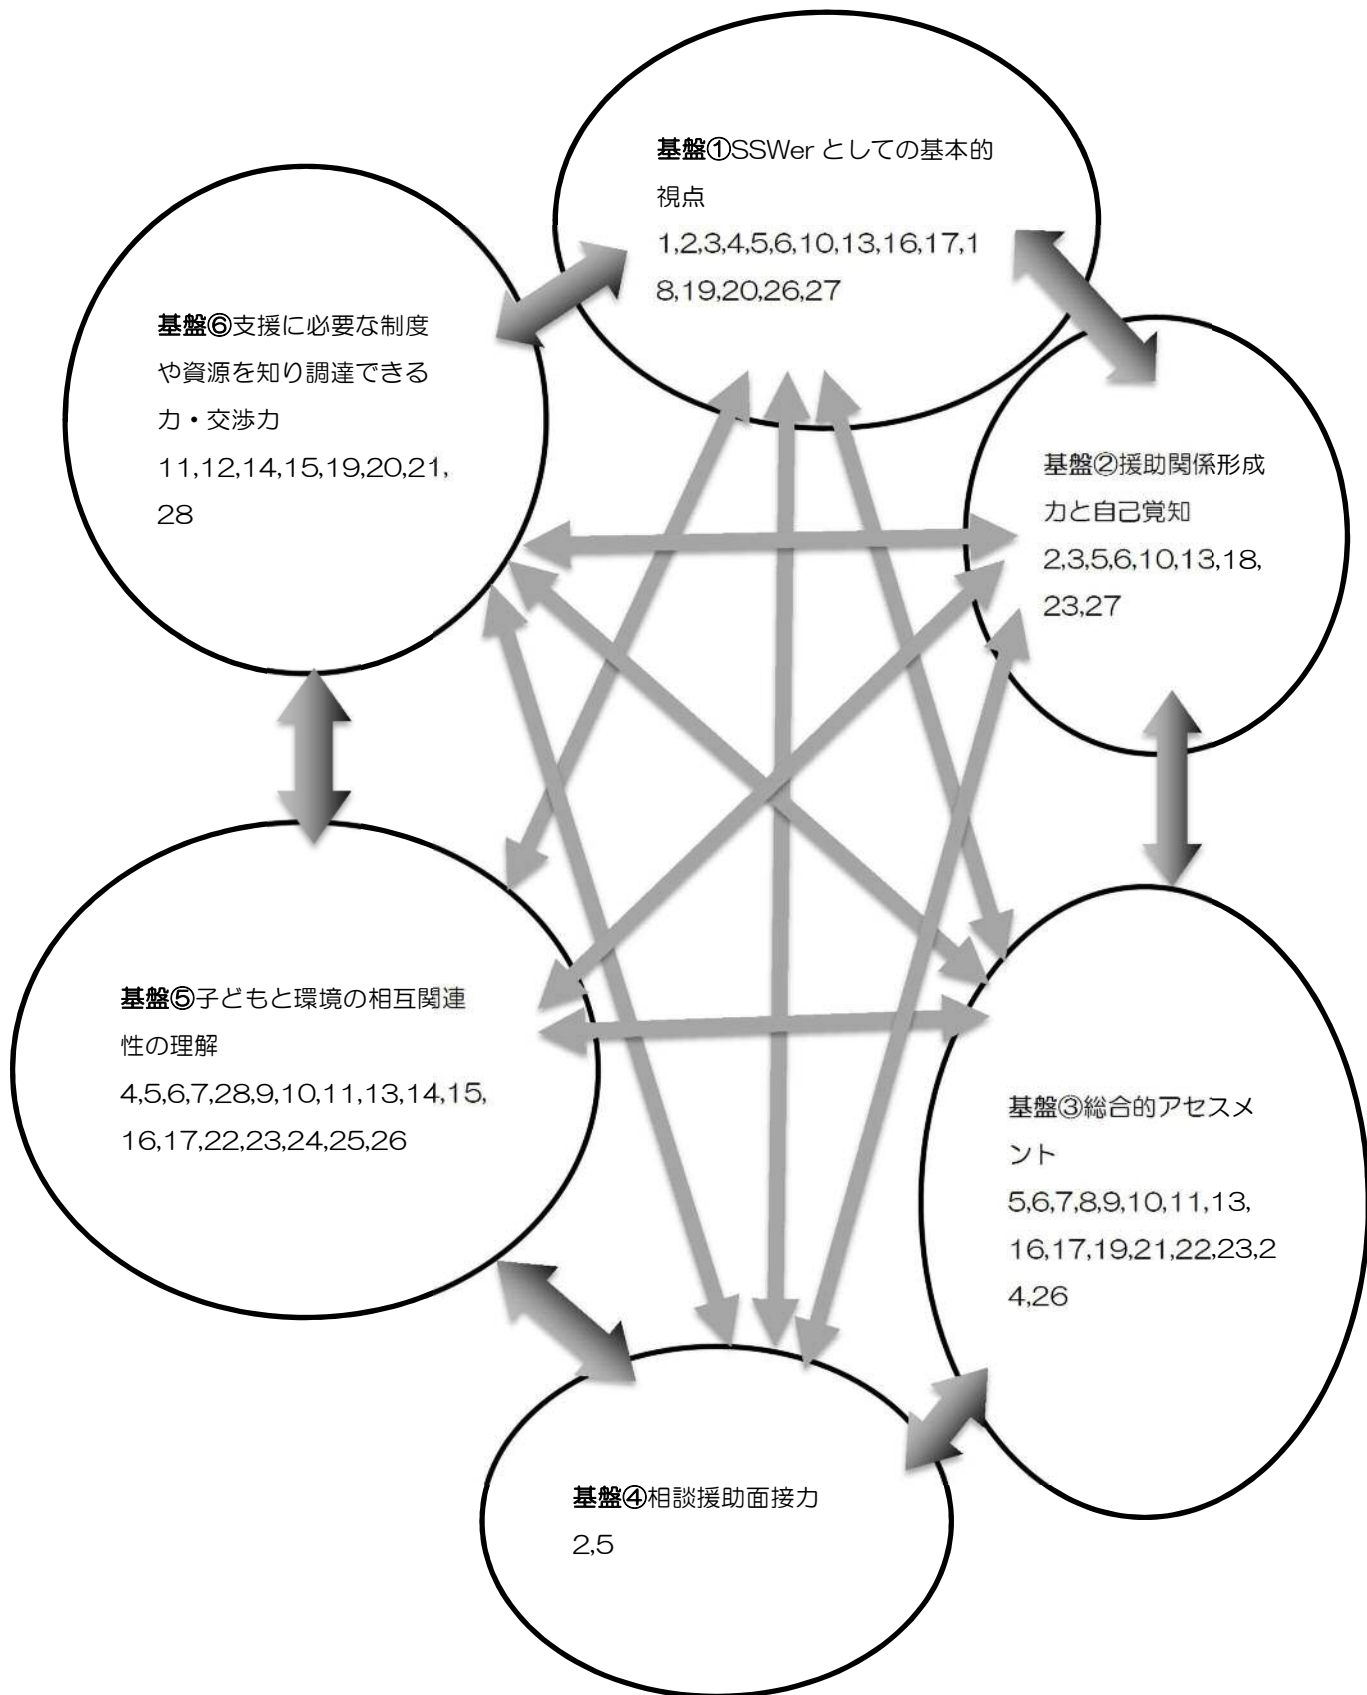 基盤①SSWer としての基本的
視点
1,2,3,4,5,6,10,13,16,17,1
8,19,20,26,27
基盤⑥支援に必要な制度
や資源を知り調達できる
力・交渉力
11,12,14,15,19,20,21,
28
基盤②援助関係形成
力と自己覚知
2,3,5,6,10,13,18,
23,27
基盤⑤子どもと環境の相互関連
性の理解
4,5,6,7,28,9,10,11,13,14,15,
16,17,22,23,24,25,26
基盤③総合的アセスメ
ント
5,6,7,8,9,10,11,13,
16,17,19,21,22,23,2
4,26
基盤④相談援助面接力
2,5